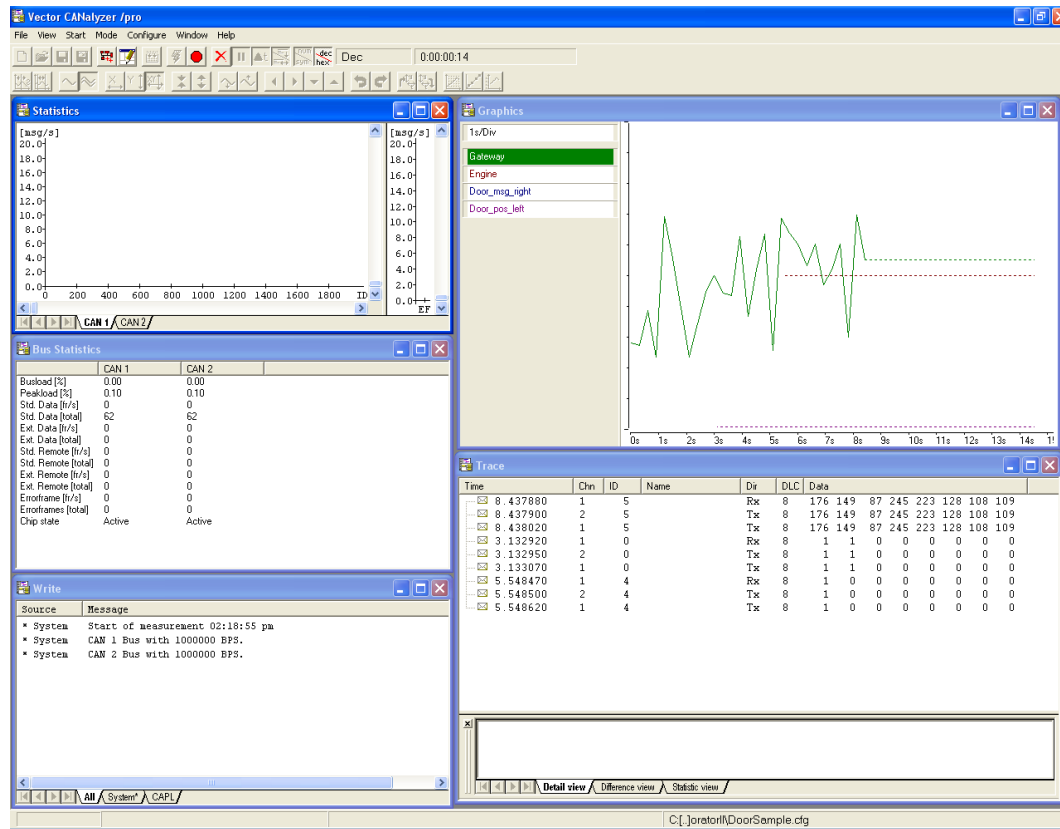 Vector CANalyzer /pro
File View Start Mode Configure Window Help
sym dec hex Dec 0:00:00:14
Statistics
[msg/s] [msg/s]
20.0 20.0
18.0 18.0
16.0 16.0
14.0 14.0
12.0 12.0
10.0 10.0
8.0 8.0
6.0 6.0
4.0 4.0
2.0 2.0
0.0 0.0
0 200 400 600 800 1000 1200 1400 1600 1800 ID EF
CAN 1 CAN 2
Graphics
1s/Div
Gateway
Engine
Door_msg_right
Door_pos_left
0s 1s 2s 3s 4s 5s 6s 7s 8s 9s 10s 11s 12s 13s 14s 1!
Bus Statistics
CAN 1 CAN 2
Busload [%] 0.00 0.00
Peakload [%] 0.10 0.10
Std. Data [fr/s] 0 0
Std. Data [total] 62 62
Ext. Data [fr/s] 0 0
Ext. Data [total] 0 0
Std. Remote [fr/s] 0 0
Std. Remote [total] 0 0
Ext. Remote [fr/s] 0 0
Ext. Remote [total] 0 0
Errorframe [fr/s] 0 0
Errorframes [total] 0 0
Chip state Active Active
Trace
Time Chn ID Name Dir DLC Data
8.437880 1 5 Rx 8 176 149 87 245 223 128 108 109
8.437900 2 5 Tx 8 176 149 87 245 223 128 108 109
8.438020 1 5 Tx 8 176 149 87 245 223 128 108 109
3.132920 1 0 Rx 8 1 1 0 0 0 0 0 0
3.132950 2 0 Tx 8 1 1 0 0 0 0 0 0
3.133070 1 0 Tx 8 1 1 0 0 0 0 0 0
5.548470 1 4 Rx 8 1 0 0 0 0 0 0 0
5.548500 2 4 Tx 8 1 0 0 0 0 0 0 0
5.548620 1 4 Tx 8 1 0 0 0 0 0 0 0
Detail view Difference view Statistic view
Write
Source Message
* System Start of measurement 02:18:55 pm
* System CAN 1 Bus with 1000000 BPS.
* System CAN 2 Bus with 1000000 BPS.
All System* CAPL
C:[..]oratorII\DoorSample.cfg